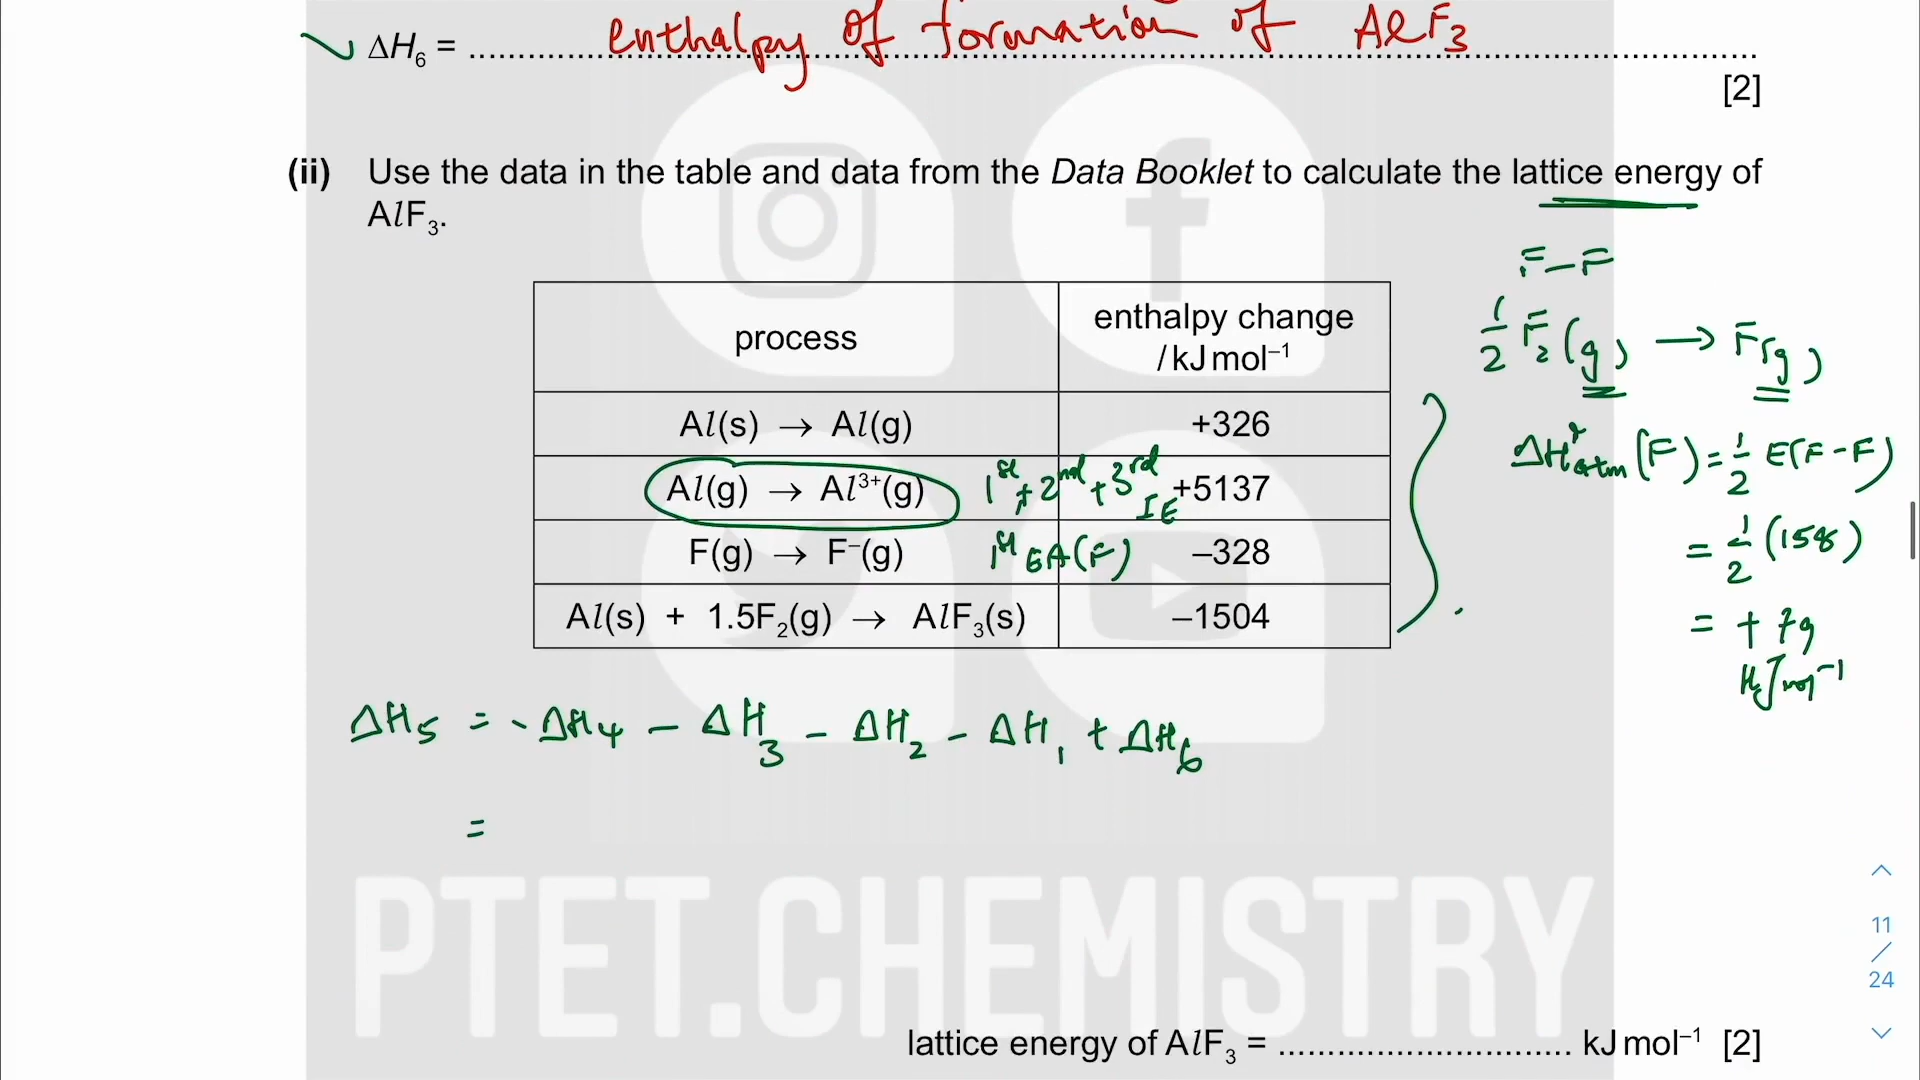 ΔH₆ = ........ enthalpy of formation of AlF₃ ........
[2]
(ii) Use the data in the table and data from the Data Booklet to calculate the lattice energy of
AlF₃.
process
enthalpy change
/ kJ mol⁻¹
Al(s) → Al(g) +326
Al(g) → Al³⁺(g) 1st + 2nd + 3rd IE +5137
F(g) → F⁻(g) 1st EA(F) –328
Al(s) + 1.5F₂(g) → AlF₃(s) –1504
F–F
½ F₂(g) → F(g)
ΔHatm(F) = ½ E(F–F)
= ½ (158)
= + 79
kJ mol⁻¹
ΔH₅ = - ΔH₄ – ΔH₃ – ΔH₂ – ΔH₁ + ΔH₆
=
PTET.CHEMISTRY
lattice energy of AlF₃ = .............................. kJ mol⁻¹ [2]
11
/
24